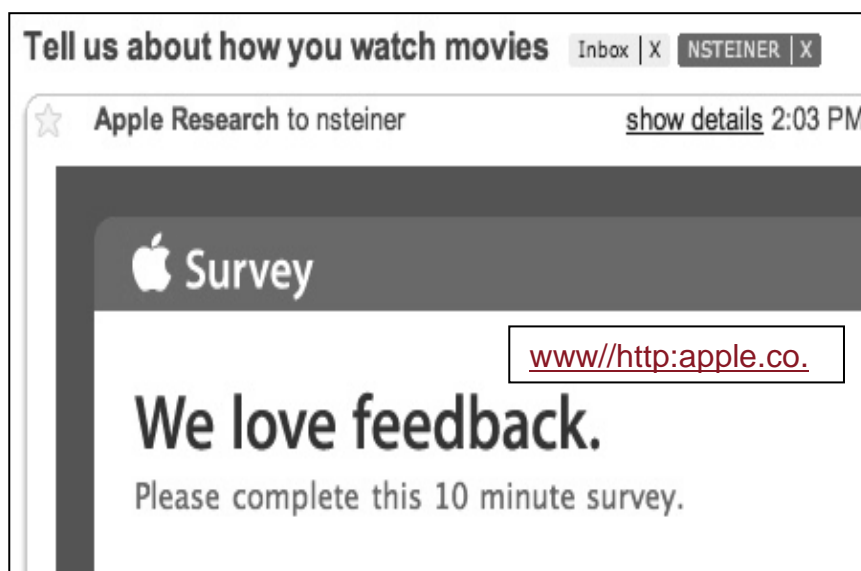 Tell us about how you watch movies Inbox | X NSTEINER | X
Apple Research to nsteiner show details 2:03 PM
Survey
www//http:apple.co.
We love feedback.
Please complete this 10 minute survey.